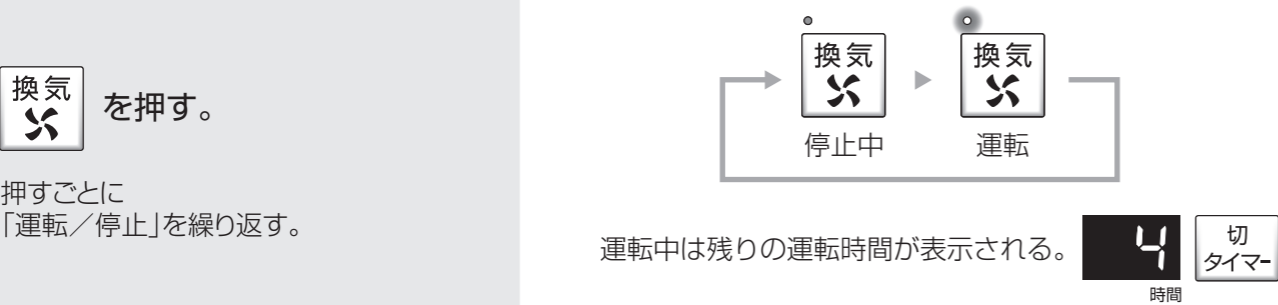 換気
を押す。
押すごとに
「運転／停止」を繰り返す。
換気
換気
停止中
運転
運転中は残りの運転時間が表示される。
4
時間
切
タイマー